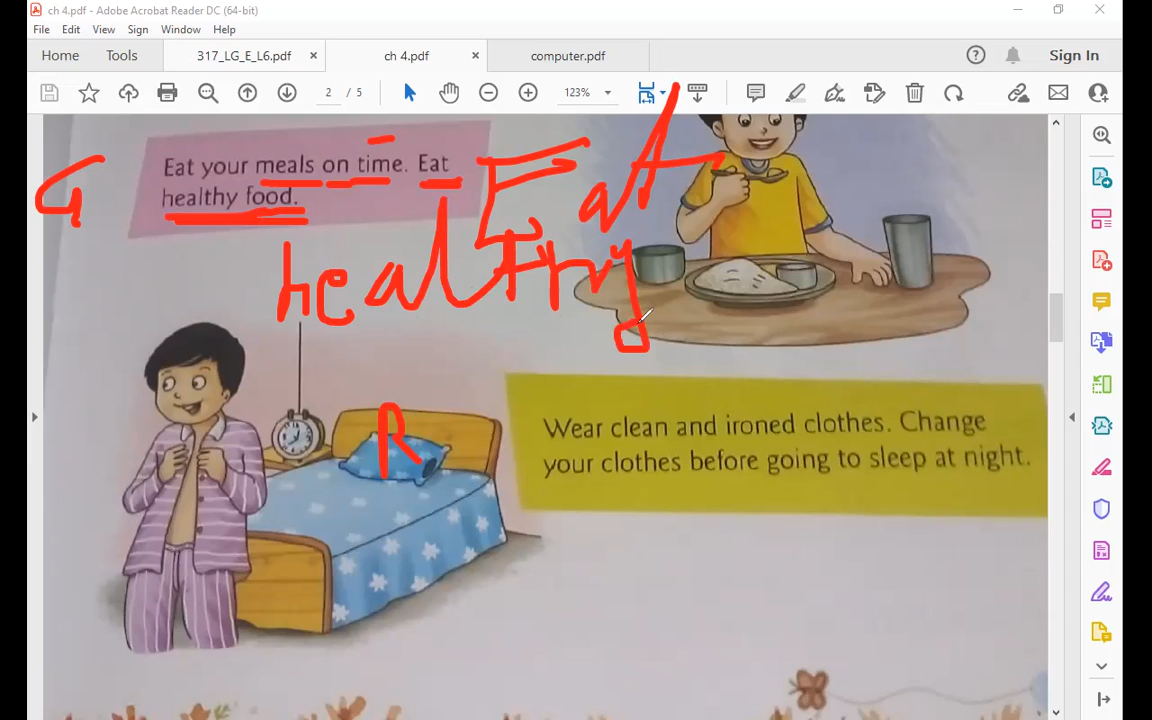 ch 4.pdf - Adobe Acrobat Reader DC (64-bit)
File Edit View Sign Window Help
Home Tools 317_LG_E_L6.pdf ch 4.pdf computer.pdf Sign In
2 / 5 123%
Eat your meals on time. Eat
healthy food.
Eat
healthy
R
Wear clean and ironed clothes. Change
your clothes before going to sleep at night.